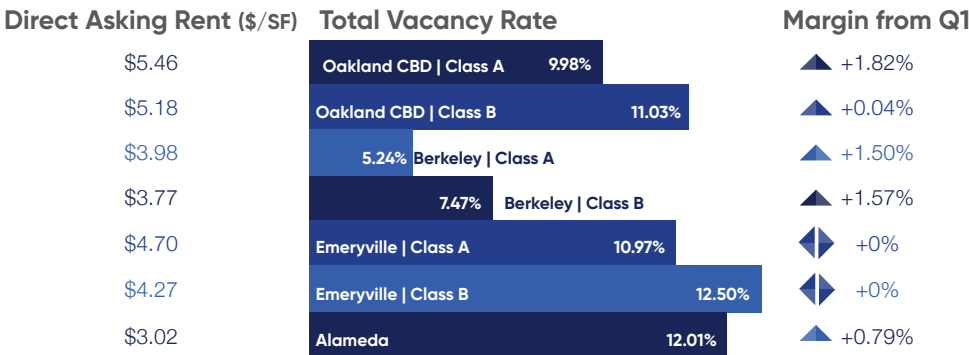 Direct Asking Rent ($/SF) Total Vacancy Rate Margin from Q1
$5.46 Oakland CBD | Class A 9.98% +1.82%
$5.18 Oakland CBD | Class B 11.03% +0.04%
$3.98 5.24% Berkeley | Class A +1.50%
$3.77 7.47% Berkeley | Class B +1.57%
$4.70 Emeryville | Class A 10.97% +0%
$4.27 Emeryville | Class B 12.50% +0%
$3.02 Alameda 12.01% +0.79%